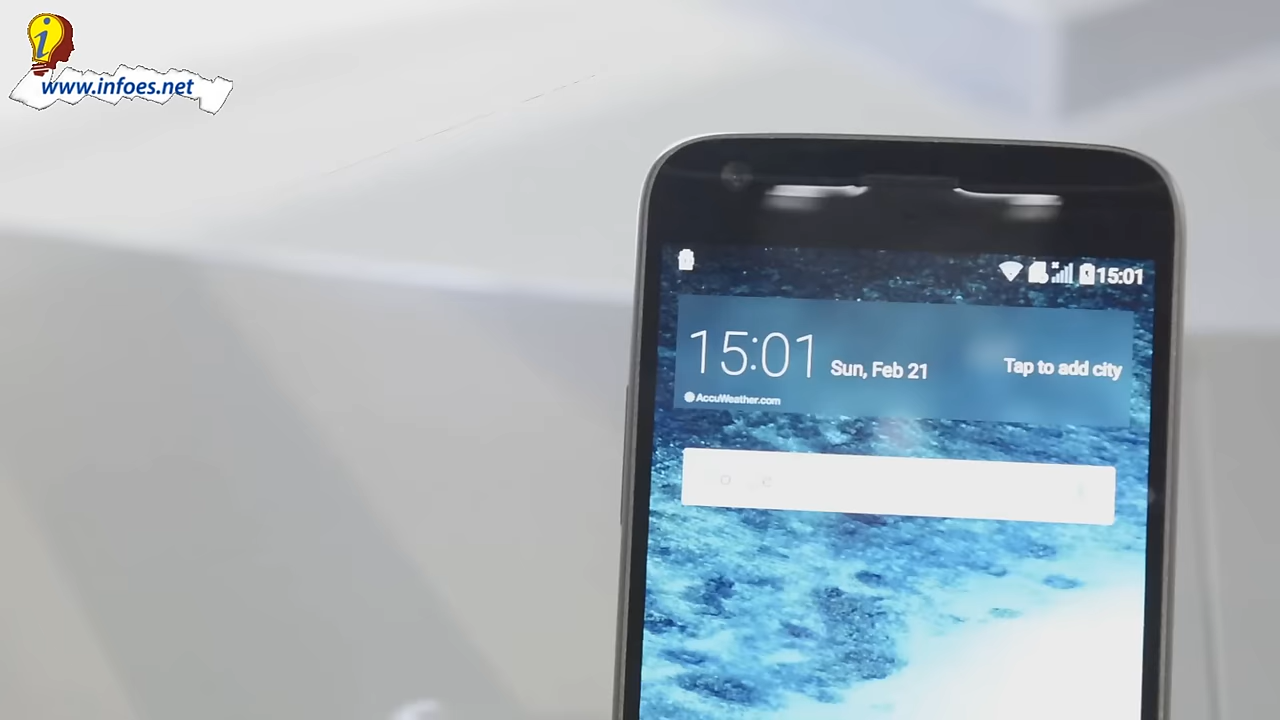 i
www.infoes.net
15:01
15:01
Sun, Feb 21
Tap to add city
AccuWeather.com